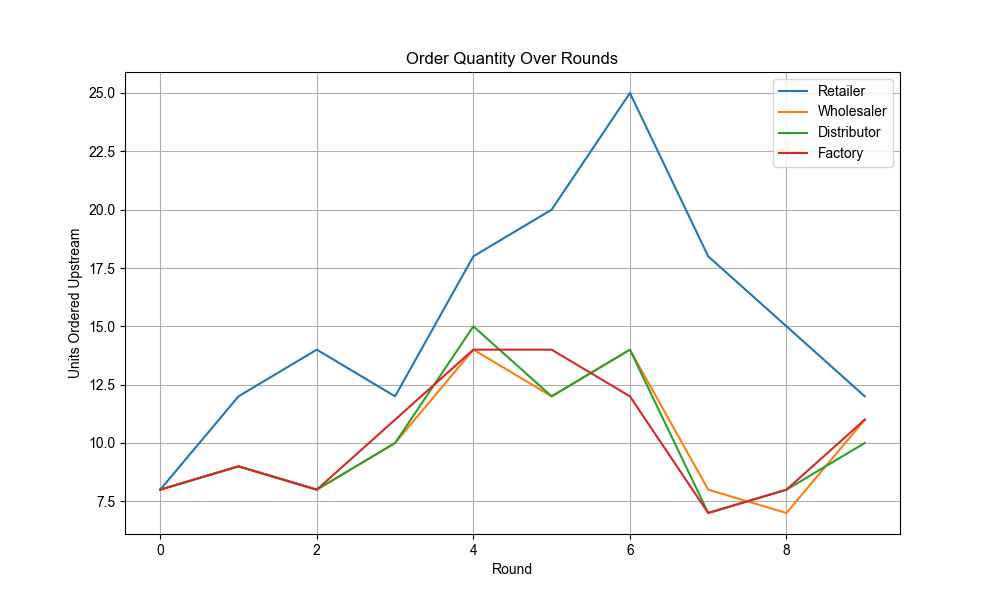 Order Quantity Over Rounds
Retailer
Wholesaler
Distributor
Factory
Units Ordered Upstream
25.0
22.5
20.0
17.5
15.0
12.5
10.0
7.5
0 2 4 6 8
Round